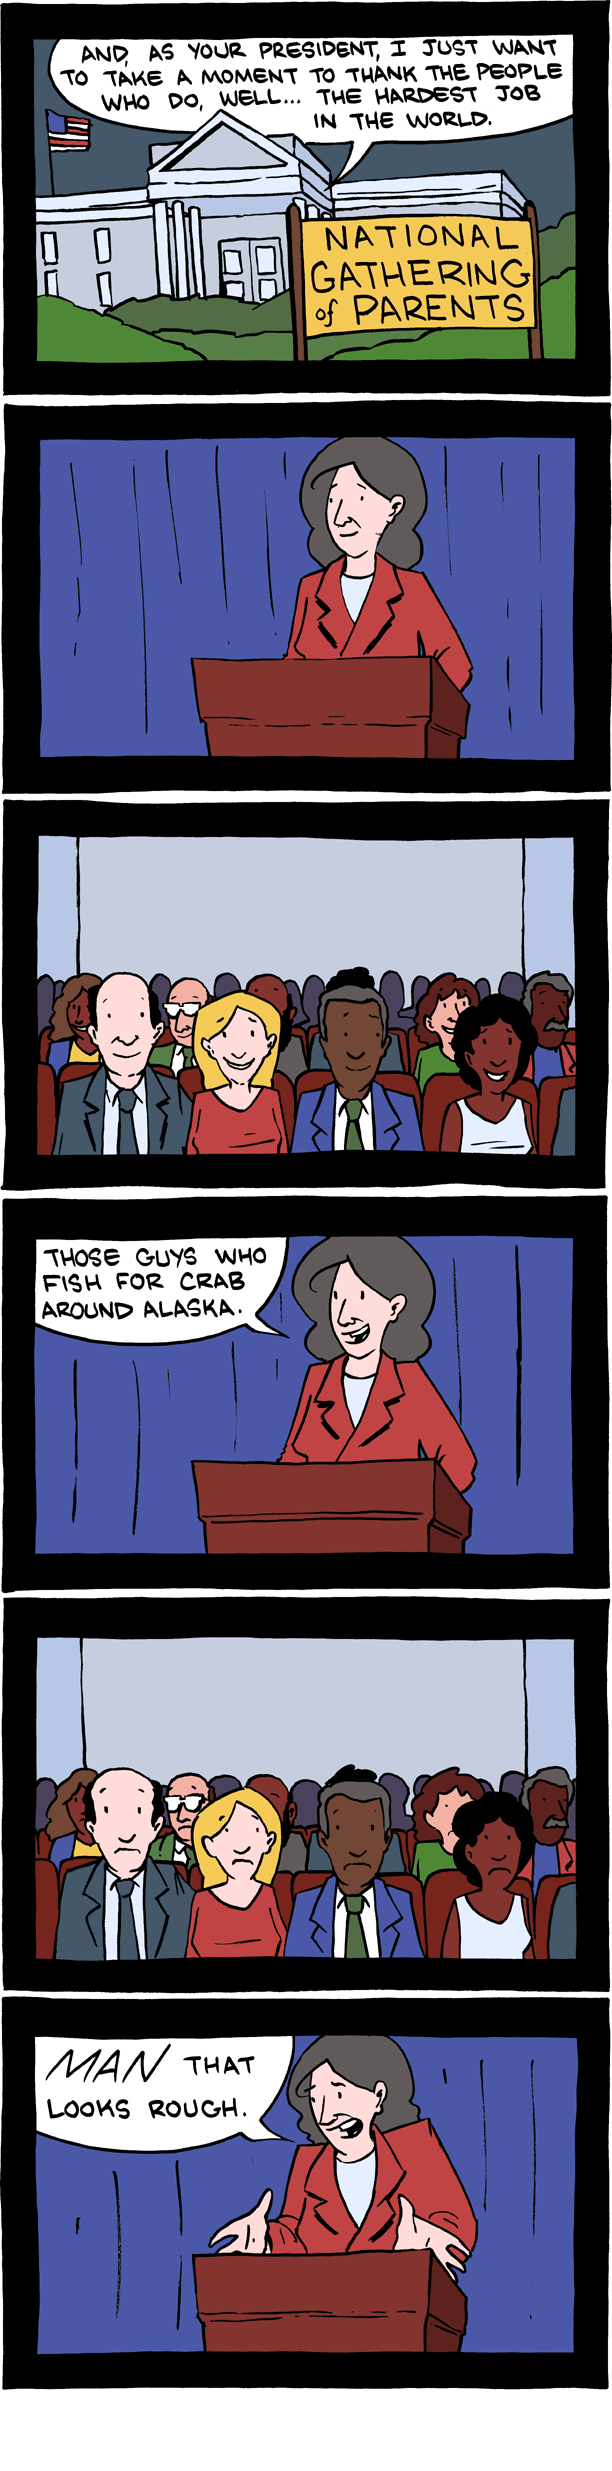 AND, AS YOUR PRESIDENT, I JUST WANT
TO TAKE A MOMENT TO THANK THE PEOPLE
WHO DO, WELL... THE HARDEST JOB
IN THE WORLD.
NATIONAL
GATHERING
of PARENTS
THOSE GUYS WHO
FISH FOR CRAB
AROUND ALASKA.
MAN THAT
LOOKS ROUGH.